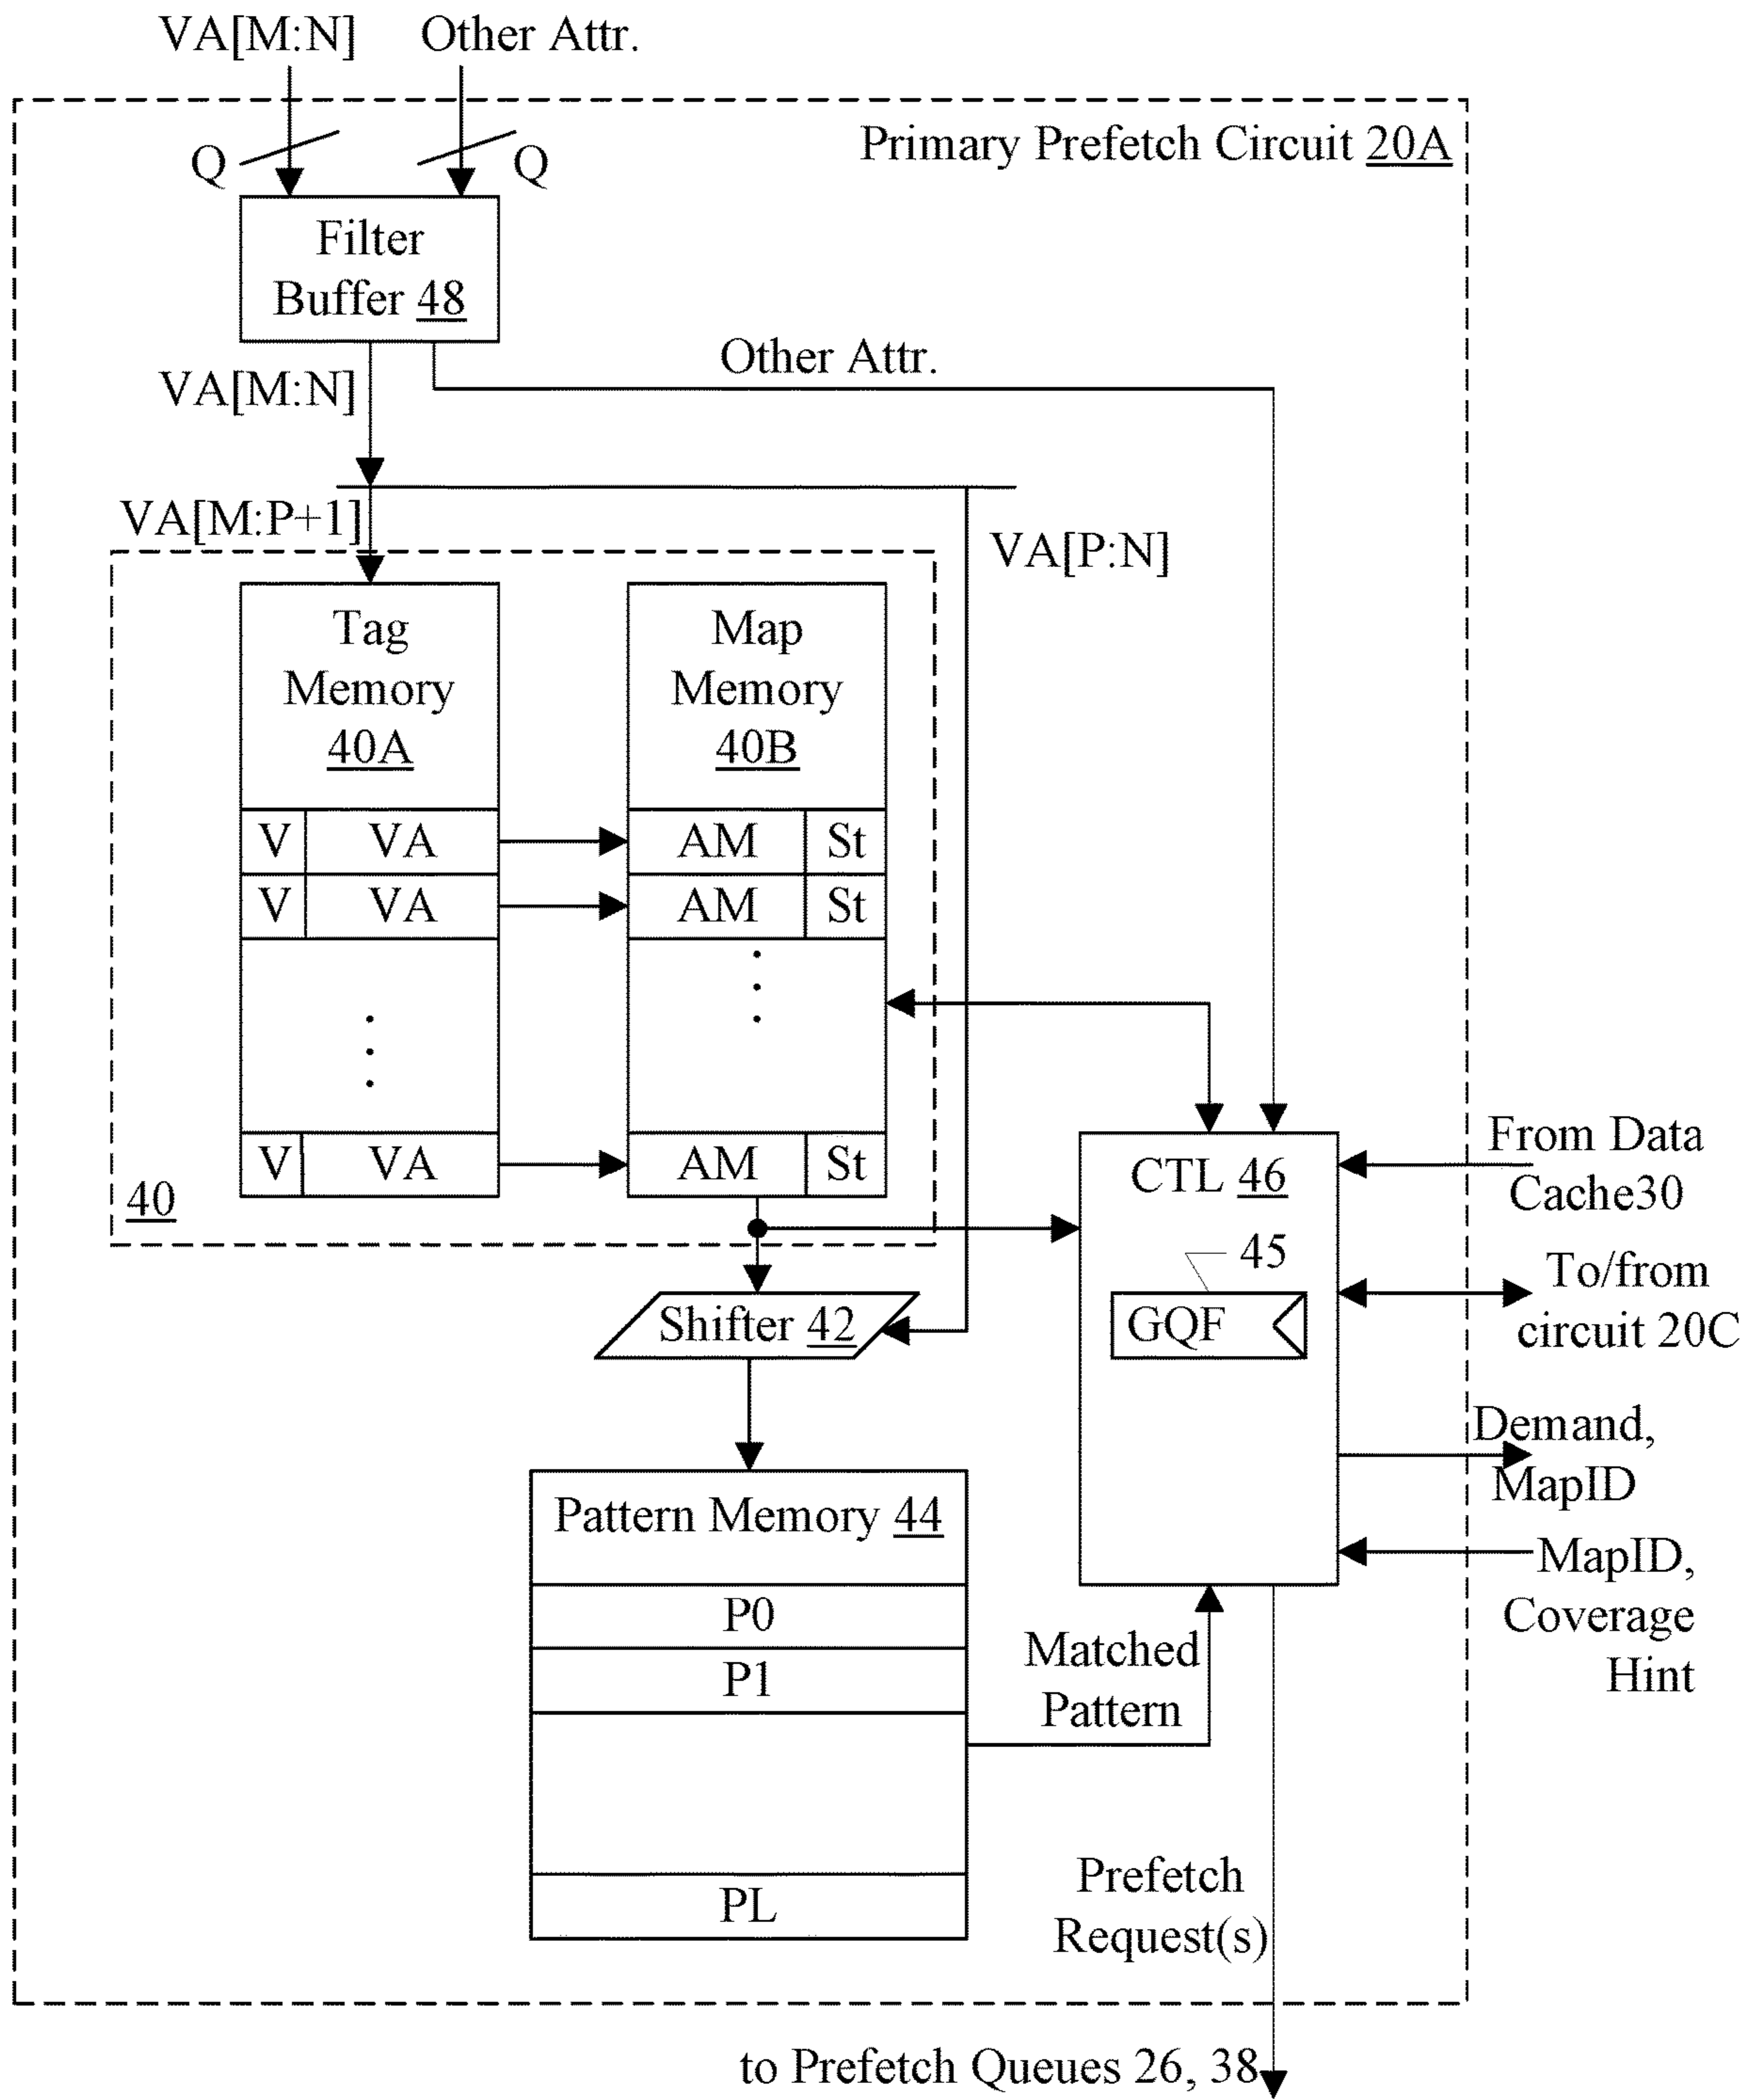 VA[M:N] Other Attr.
Primary Prefetch Circuit 20A
Q Q
Filter
Buffer 48
Other Attr.
VA[M:N]
VA[M:P+1]
VA[P:N]
Tag
Memory
40A
Map
Memory
40B
V VA AM St
V VA AM St
V VA AM St
40
From Data
Cache30
CTL 46
45
GQF
To/from
circuit 20C
Shifter 42
Demand,
MapID
Pattern Memory 44
MapID,
Coverage
Hint
P0
P1
Matched
Pattern
PL
Prefetch
Request(s)
to Prefetch Queues 26, 38